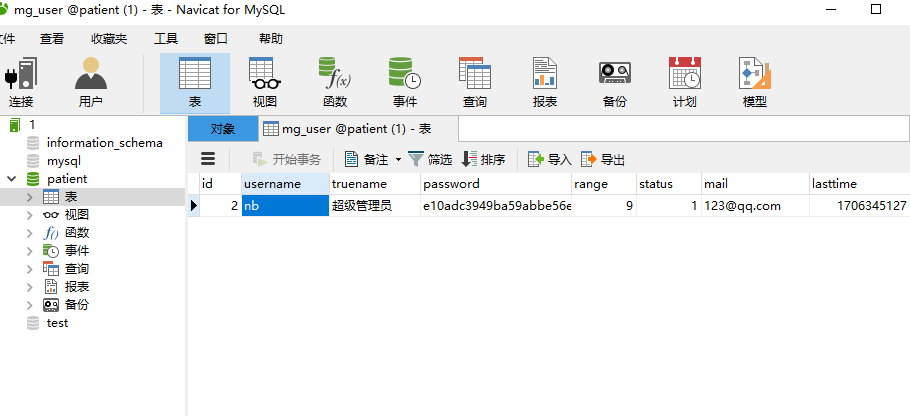 mg_user @patient (1) - 表 - Navicat for MySQL
文件 查看 收藏夹 工具 窗口 帮助
连接 用户 表 视图 函数 事件 查询 报表 备份 计划 模型
1
information_schema
mysql
patient
表
视图
函数
事件
查询
报表
备份
test
对象 mg_user @patient (1) - 表
开始事务 备注 筛选 排序 导入 导出
id username truename password range status mail lasttime
2 nb 超级管理员 e10adc3949ba59abbe56e 9 1 123@qq.com 1706345127